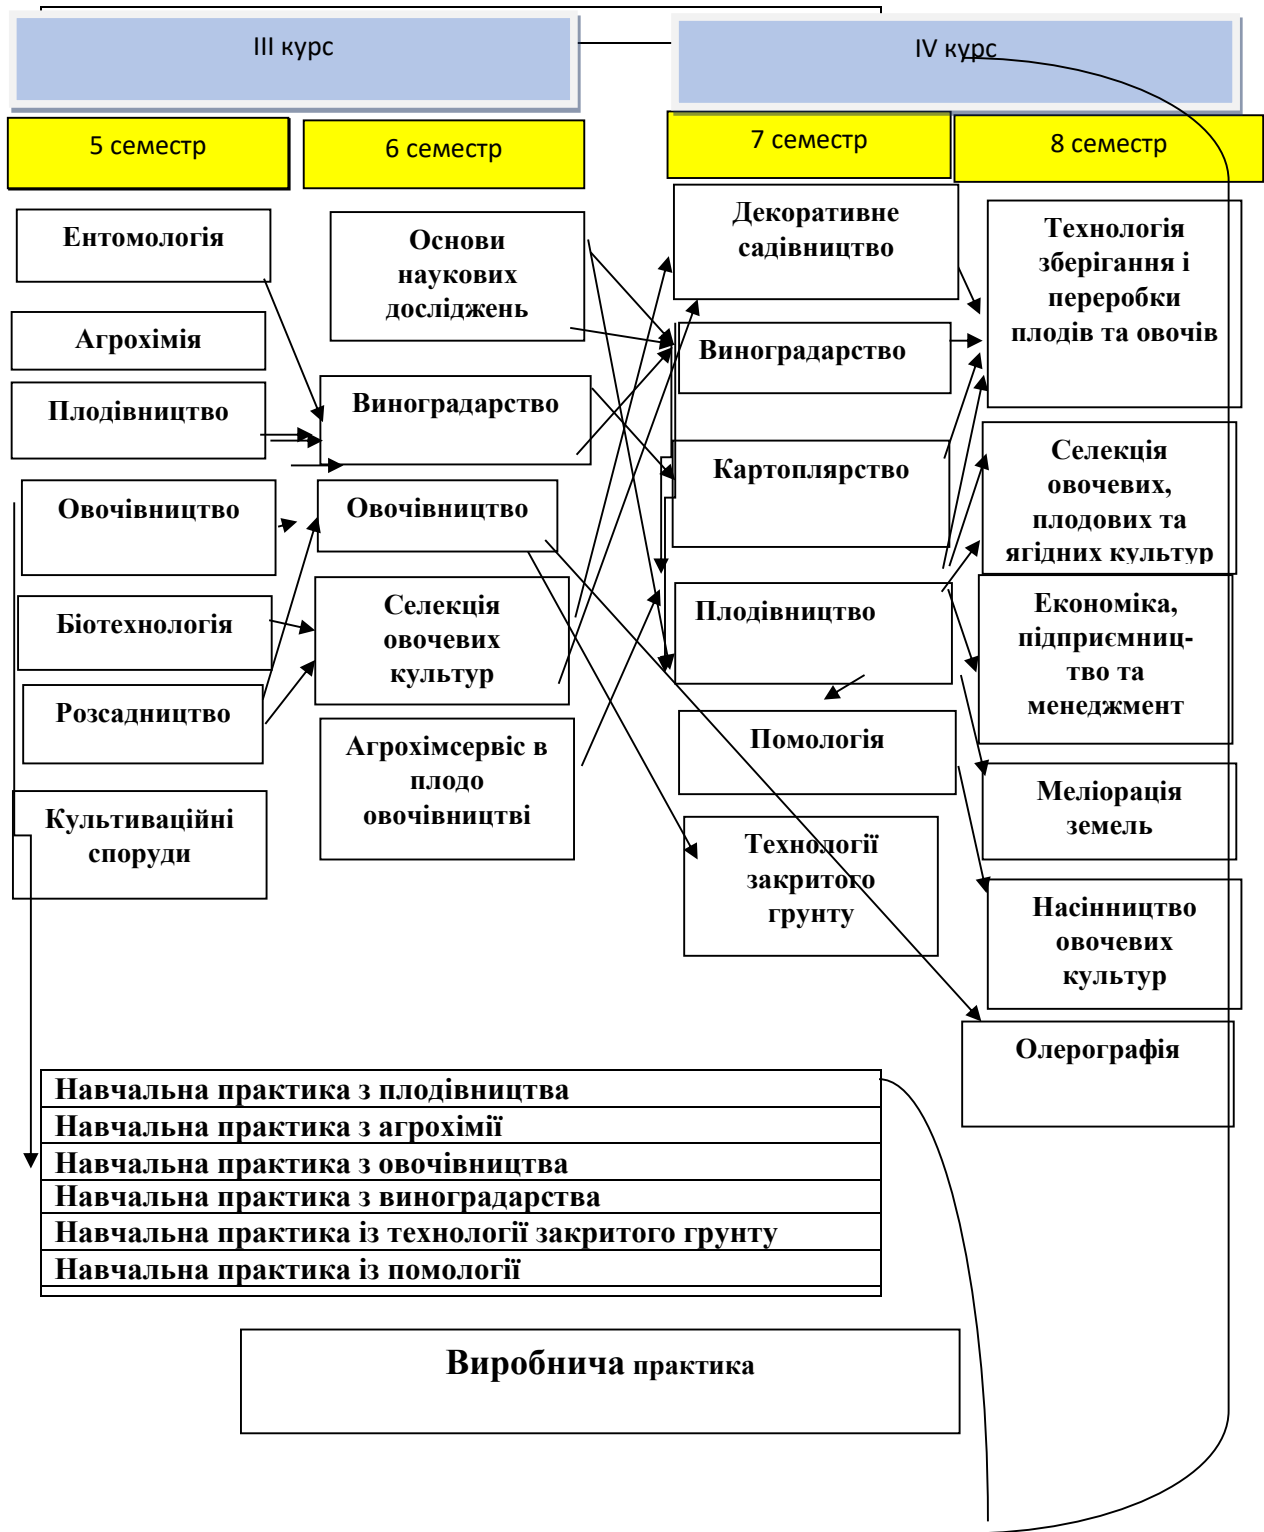 III курс
IV курс
5 семестр
6 семестр
7 семестр
8 семестр
Ентомологія
Агрохімія
Плодівництво
Овочівництво
Біотехнологія
Розсадництво
Культиваційні
споруди
Основи
наукових
досліджень
Виноградарство
Овочівництво
Селекція
овочевих
культур
Агрохімсервіс в
плодо
овочівництві
Декоративне
садівництво
Виноградарство
Картоплярство
Плодівництво
Помологія
Технології
закритого
грунту
Технологія
зберігання і
переробки
плодів та овочів
Селекція
овочевих,
плодових та
ягідних культур
Економіка,
підприємниц-
тво та
менеджмент
Меліорація
земель
Насінництво
овочевих
культур
Олерографія
Навчальна практика з плодівництва
Навчальна практика з агрохімії
Навчальна практика з овочівництва
Навчальна практика з виноградарства
Навчальна практика із технології закритого грунту
Навчальна практика із помології
Виробнича практика